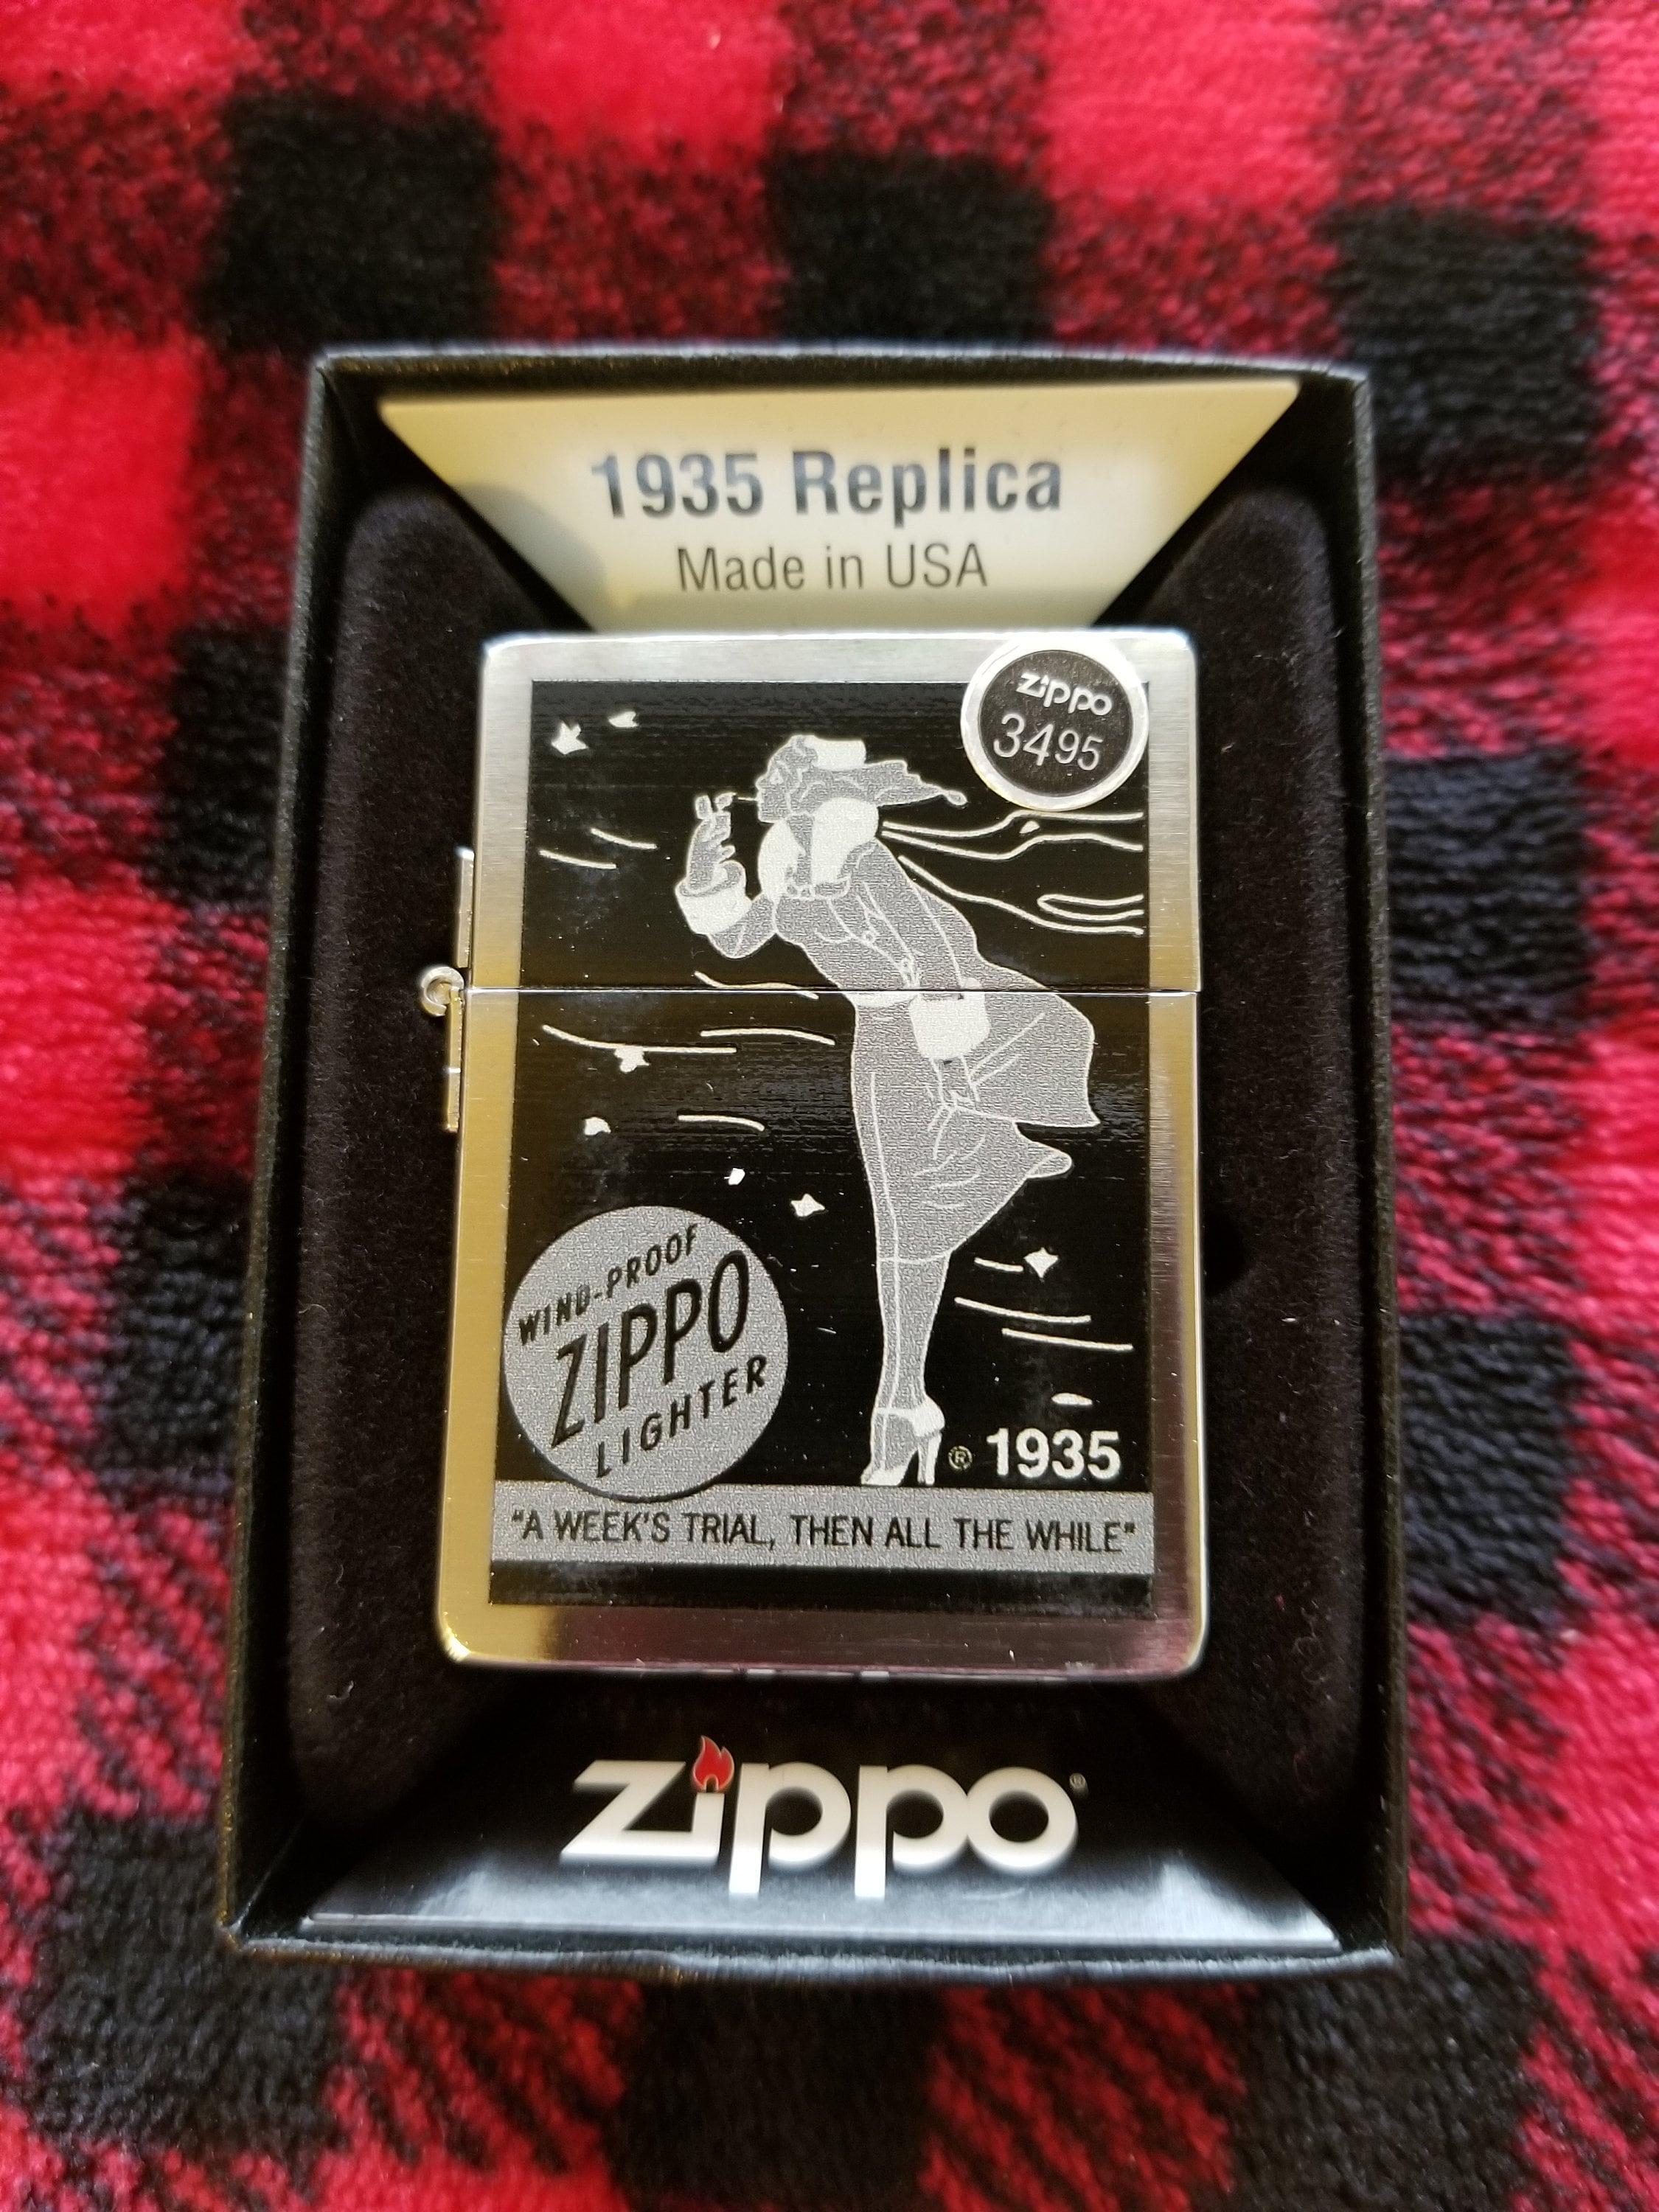 1935 Replica
Made in USA
zippo
3495
WIND-PROOF
ZIPPO
LIGHTER
® 1935
"A WEEK'S TRIAL, THEN ALL THE WHILE"
zippo®